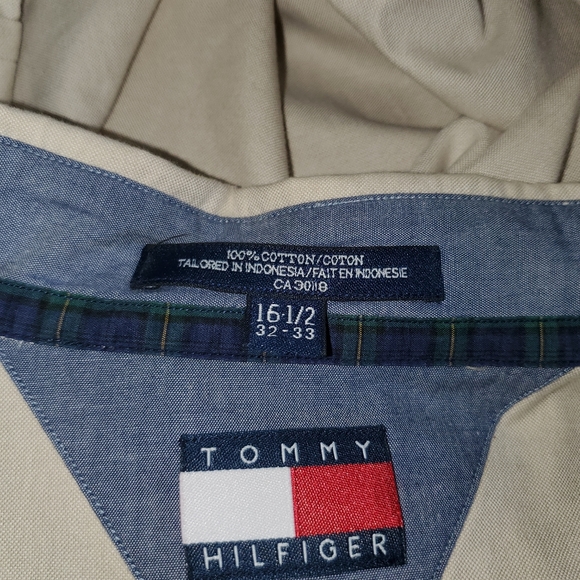 100% COTTON/COTON
TAILORED IN INDONESIA/FAIT EN INDONESIE
CA 30118
16-1/2
32-33
TOMMY
HILFIGER